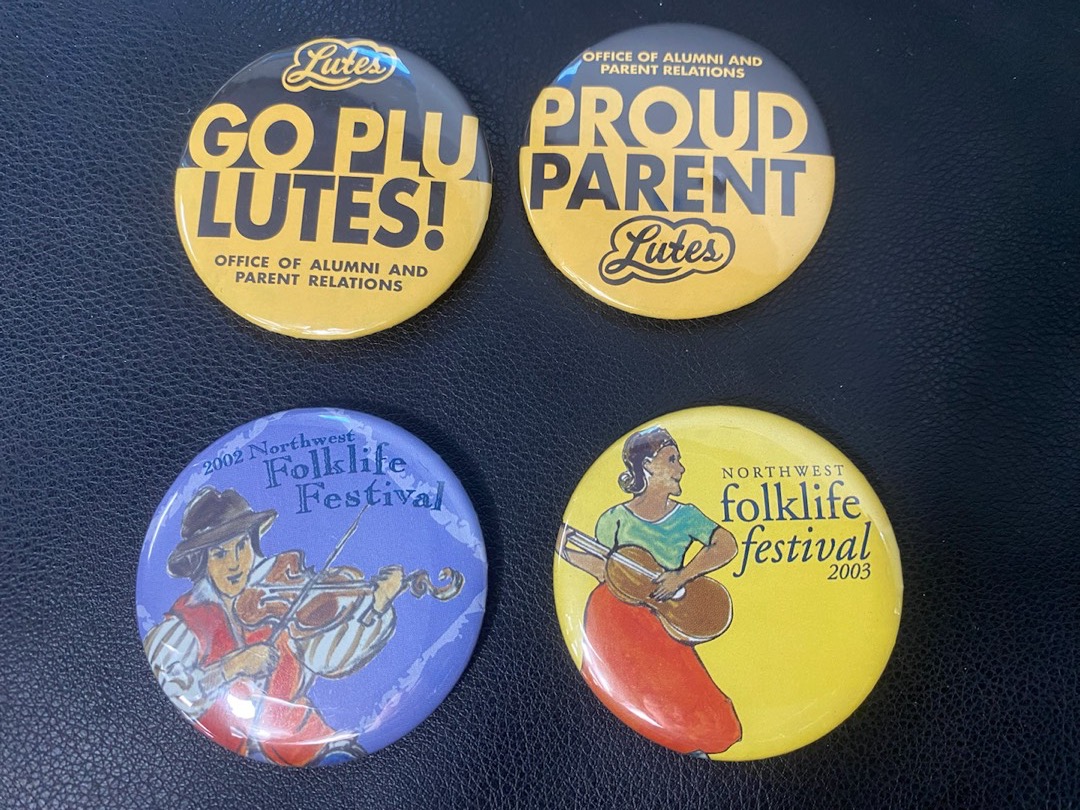 Lutes
GO PLU
LUTES!
OFFICE OF ALUMNI AND
PARENT RELATIONS
OFFICE OF ALUMNI AND
PARENT RELATIONS
PROUD
PARENT
Lutes
2002 Northwest
Folklife
Festival
NORTHWEST
folklife
festival
2003